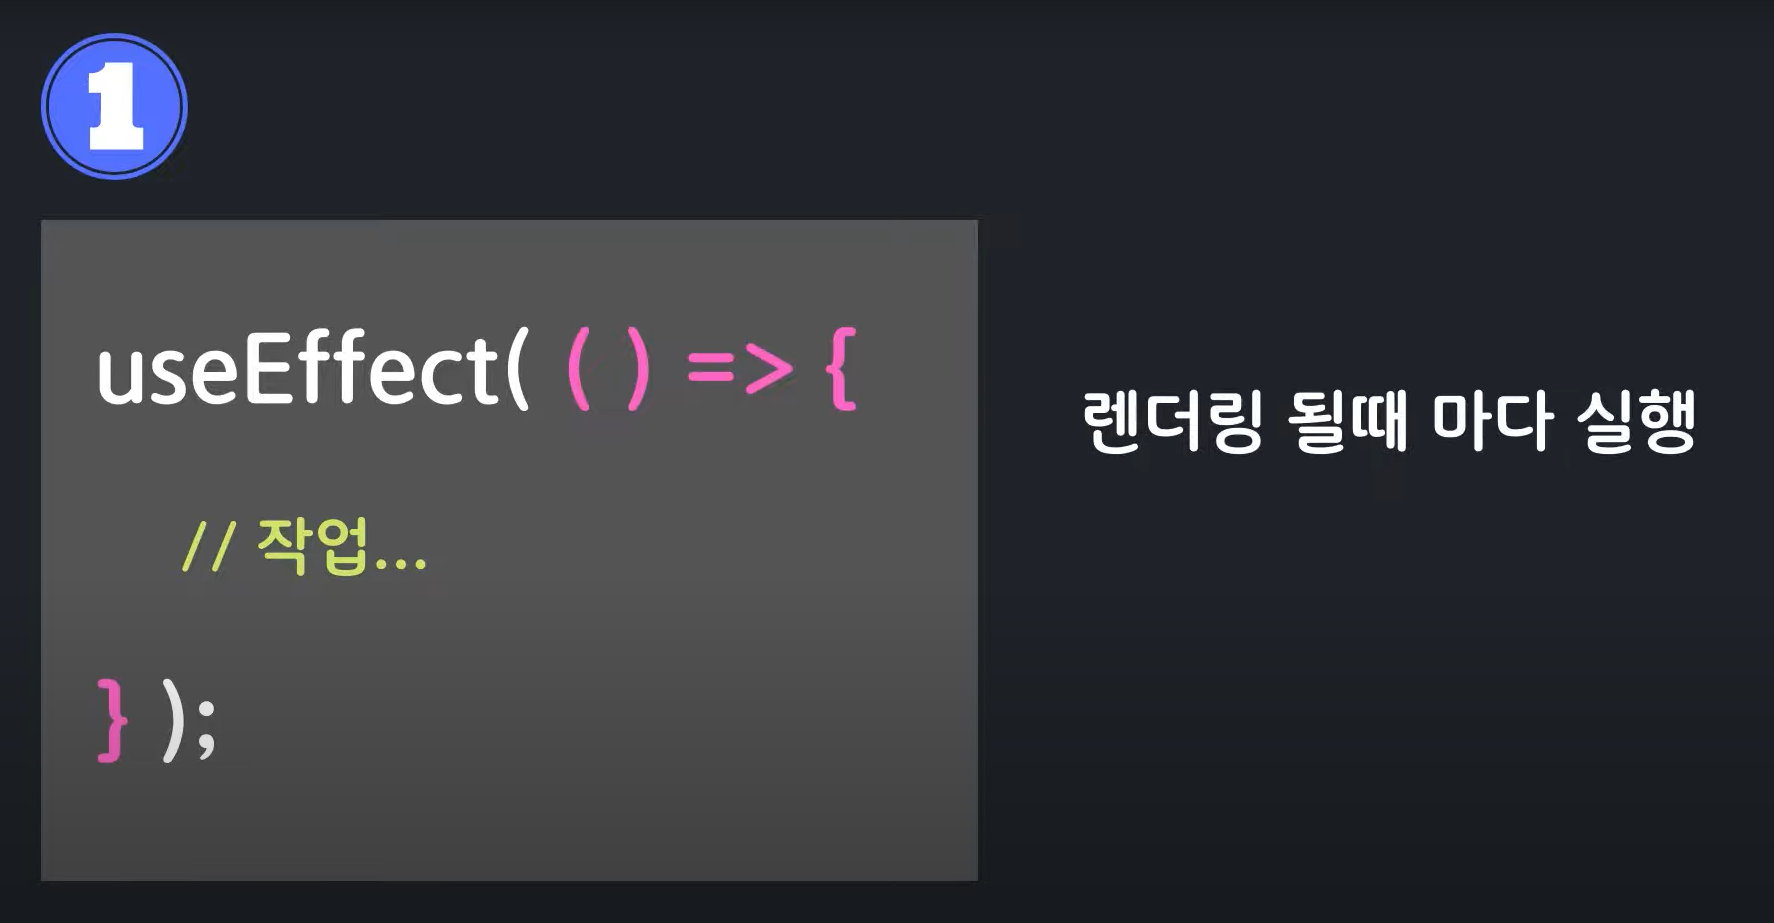 1
useEffect( ( ) => {
렌더링 될때 마다 실행
// 작업...
} );